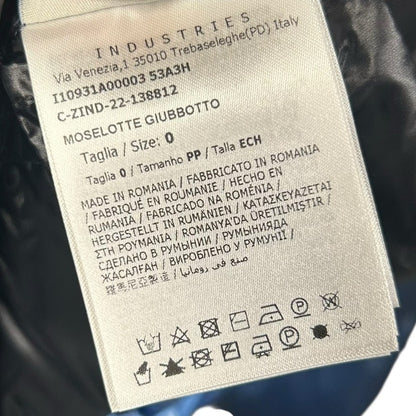 INDUSTRIES
Via Venezia,1 35010 Trebaseleghe(PD) Italy
I10931A00003 53A3H
C-ZIND-22-138812
MOSELOTTE GIUBBOTTO
Taglia / Size: 0
Taglia 0 / Tamanho PP / Talla ECH
MADE IN ROMANIA / FABBRICATO IN ROMANIA
/ FABRIQUÉ EN ROUMANIE / HECHO EN
RUMANIA / FABRICADO NA ROMÉNIA /
HERGESTELLT IN RUMÄNIEN / ΚΑΤΑΣΚΕΥΑΖΕΤΑΙ
ΣΤΗ ΡΟΥΜΑΝΙΑ / ROMANYA'DA ÜRETILMIŞTIR /
СДЕЛАНО В РУМЫНИИ / РУМЫНИЯДА
ЖАСАЛҒАН / ВИРОБЛЕНО У РУМУНІЇ /
羅馬尼亞製造 / صنع في رومانيا